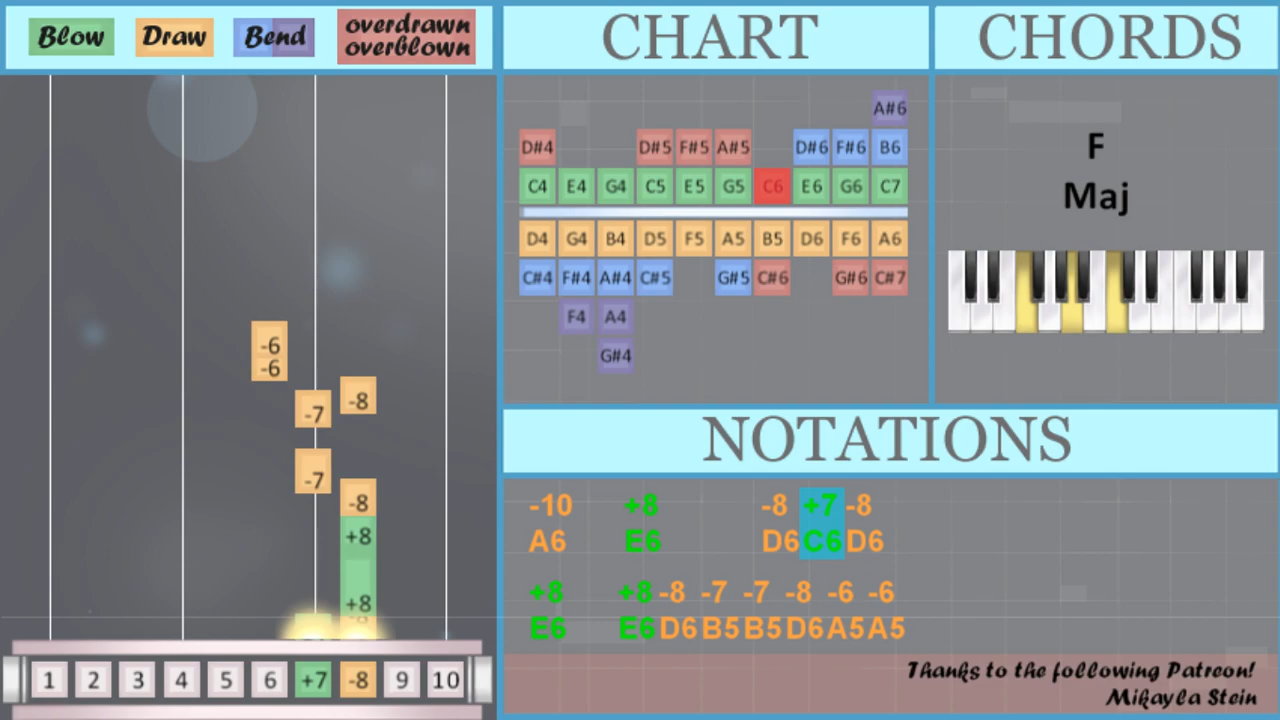 Blow Draw Bend overdrawn
overblown
CHART
CHORDS
A#6
D#4 D#5 F#5 A#5 D#6 F#6 B6
C4 E4 G4 C5 E5 G5 C6 E6 G6 C7
D4 G4 B4 D5 F5 A5 B5 D6 F6 A6
C#4 F#4 A#4 C#5 G#5 C#6 G#6 C#7
F4 A4
G#4
F
Maj
-6
-6
-8
-7
-7
-8
+8
+8
1 2 3 4 5 6 +7 -8 9 10
NOTATIONS
-10 +8 -8 +7 -8
A6 E6 D6 C6 D6
+8 +8 -8 -7 -7 -8 -6 -6
E6 E6 D6 B5 B5 D6 A5 A5
Thanks to the following Patreon!
Mikayla Stein